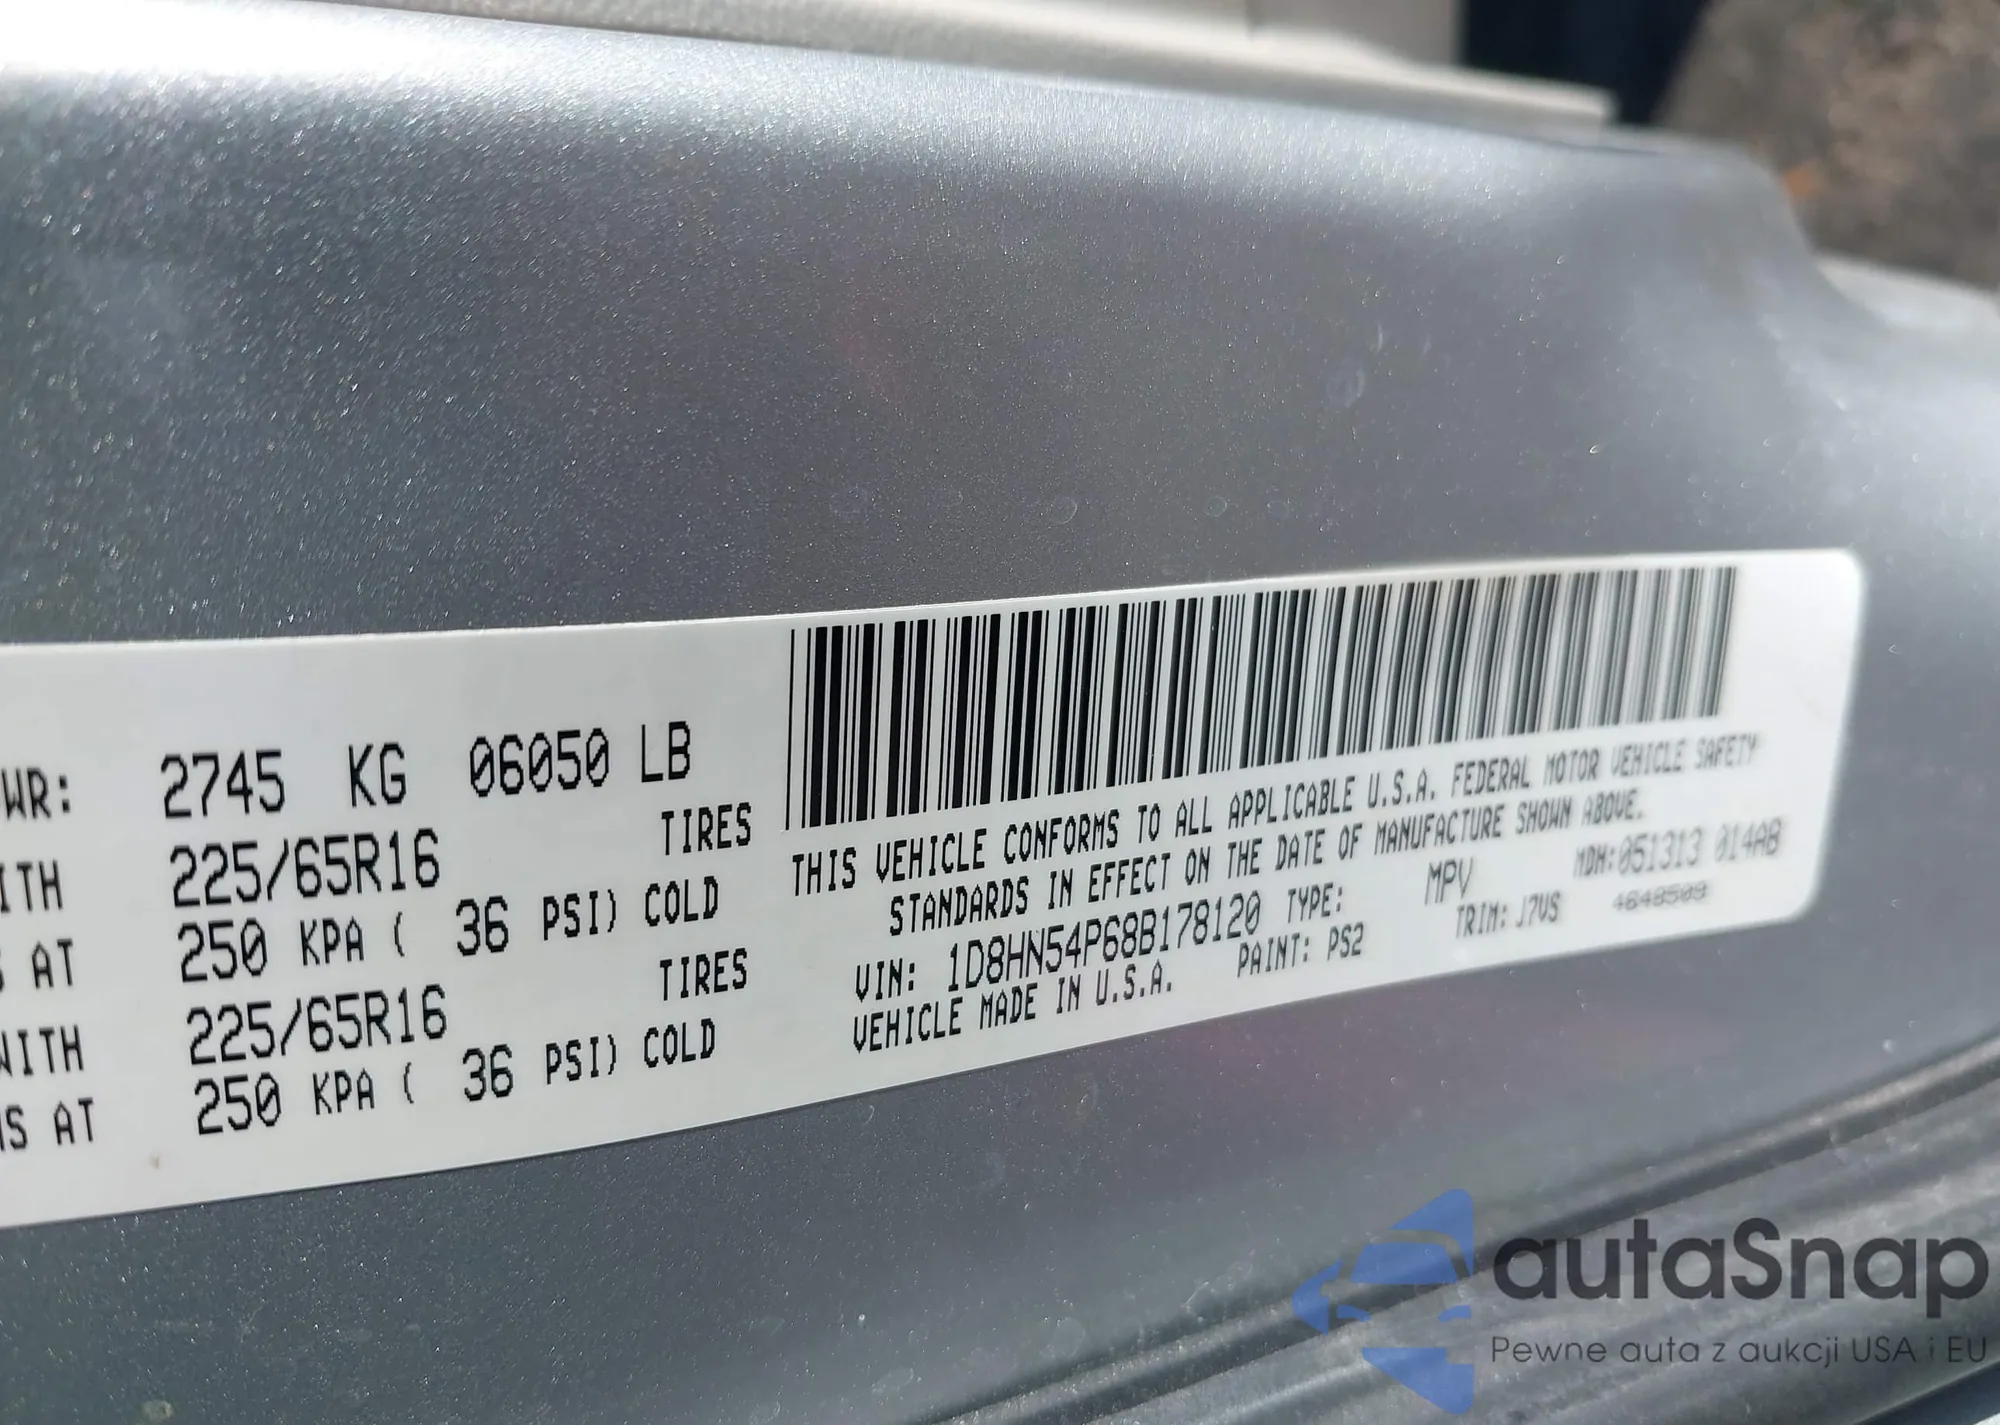 WR: 2745 KG 06050 LB
ITH 225/65R16 TIRES
S AT 250 KPA ( 36 PSI) COLD
WITH 225/65R16 TIRES
MS AT 250 KPA ( 36 PSI) COLD
THIS VEHICLE CONFORMS TO ALL APPLICABLE U.S.A. FEDERAL MOTOR VEHICLE SAFETY
STANDARDS IN EFFECT ON THE DATE OF MANUFACTURE SHOWN ABOVE.
VIN: 1D8HN54P68B178120 TYPE: MPV MDH:051313 014AB
VEHICLE MADE IN U.S.A. PAINT: PS2 TRIM: J7VS 4648509
autaSnap
Pewne auta z aukcji USA i EU